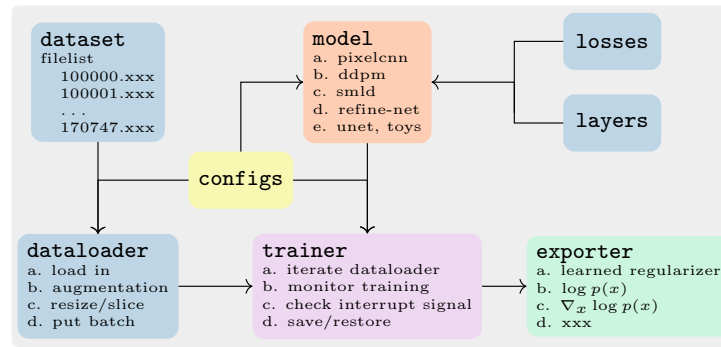 dataset
filelist
100000.xxx
100001.xxx
...
170747.xxx
model
a. pixelcnn
b. ddpm
c. smld
d. refine-net
e. unet, toys
losses
layers
configs
dataloader
a. load in
b. augmentation
c. resize/slice
d. put batch
trainer
a. iterate dataloader
b. monitor training
c. check interrupt signal
d. save/restore
exporter
a. learned regularizer
b. log p(x)
c. ∇ₓ log p(x)
d. xxx